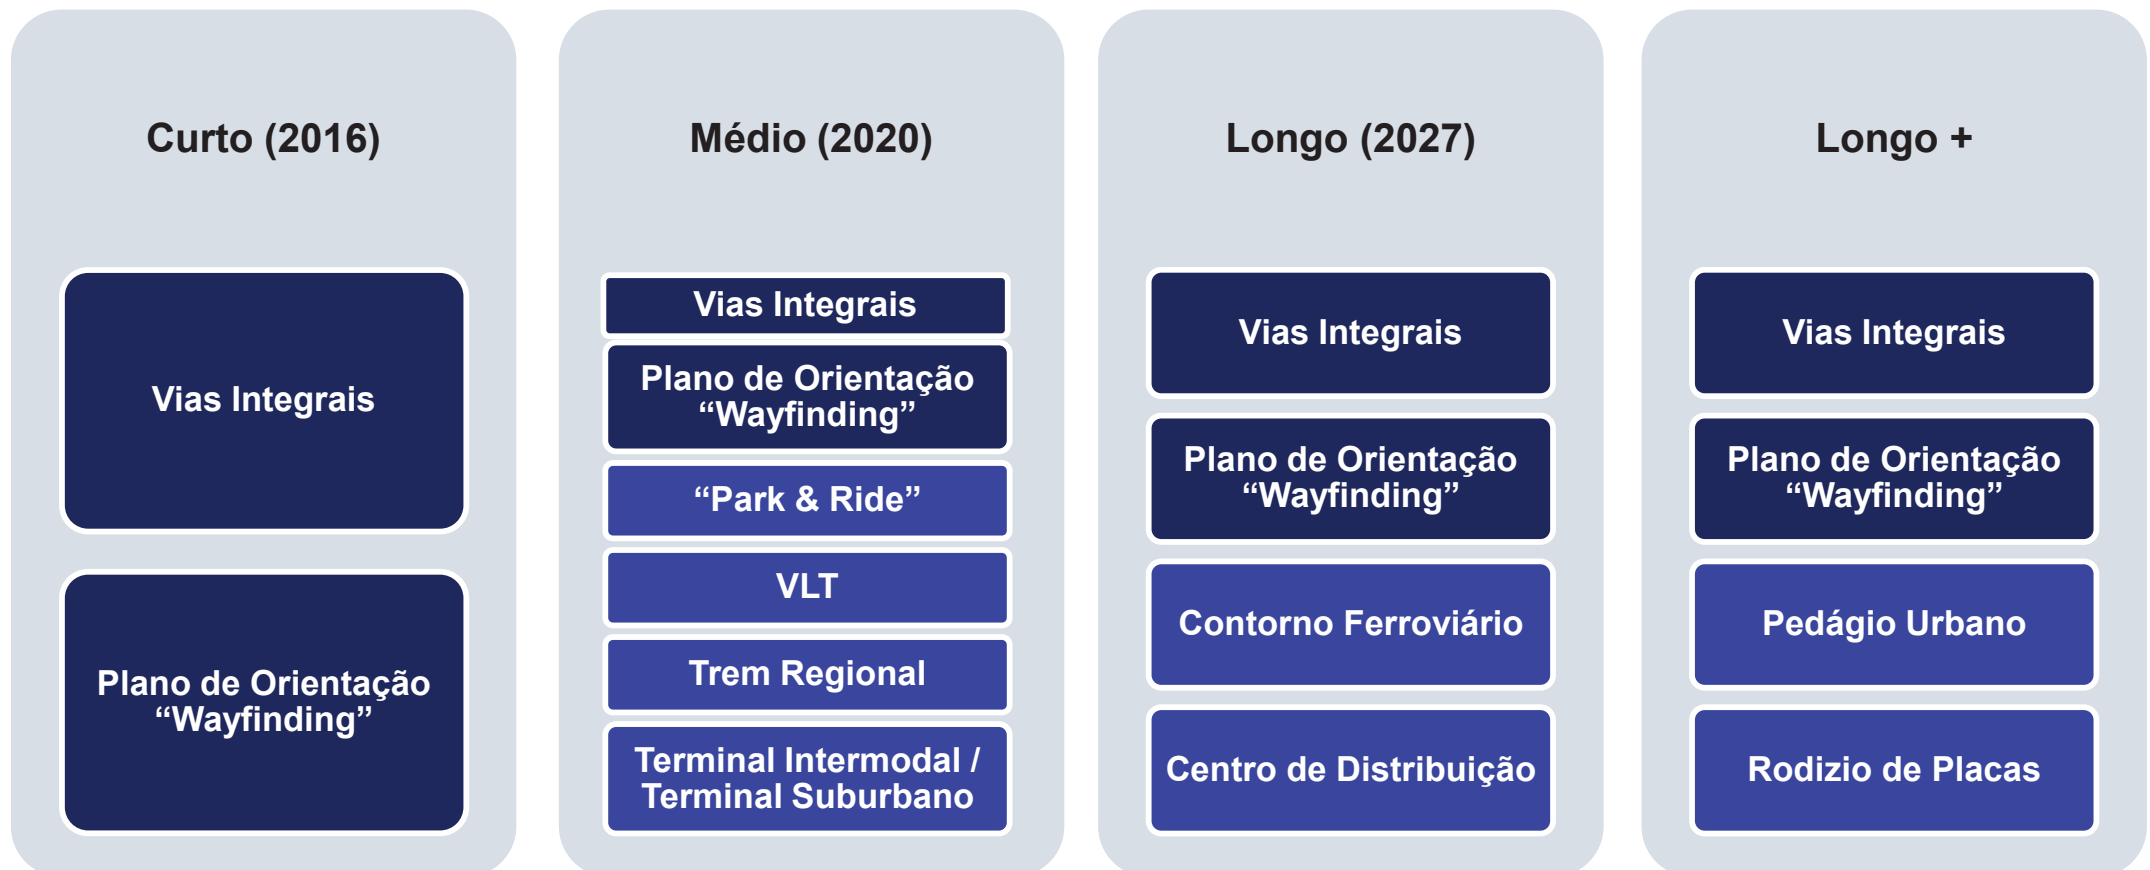 Curto (2016)
Vias Integrais
Plano de Orientação
“Wayfinding”
Médio (2020)
Vias Integrais
Plano de Orientação
“Wayfinding”
“Park & Ride”
VLT
Trem Regional
Terminal Intermodal /
Terminal Suburbano
Longo (2027)
Vias Integrais
Plano de Orientação
“Wayfinding”
Contorno Ferroviário
Centro de Distribuição
Longo +
Vias Integrais
Plano de Orientação
“Wayfinding”
Pedágio Urbano
Rodizio de Placas